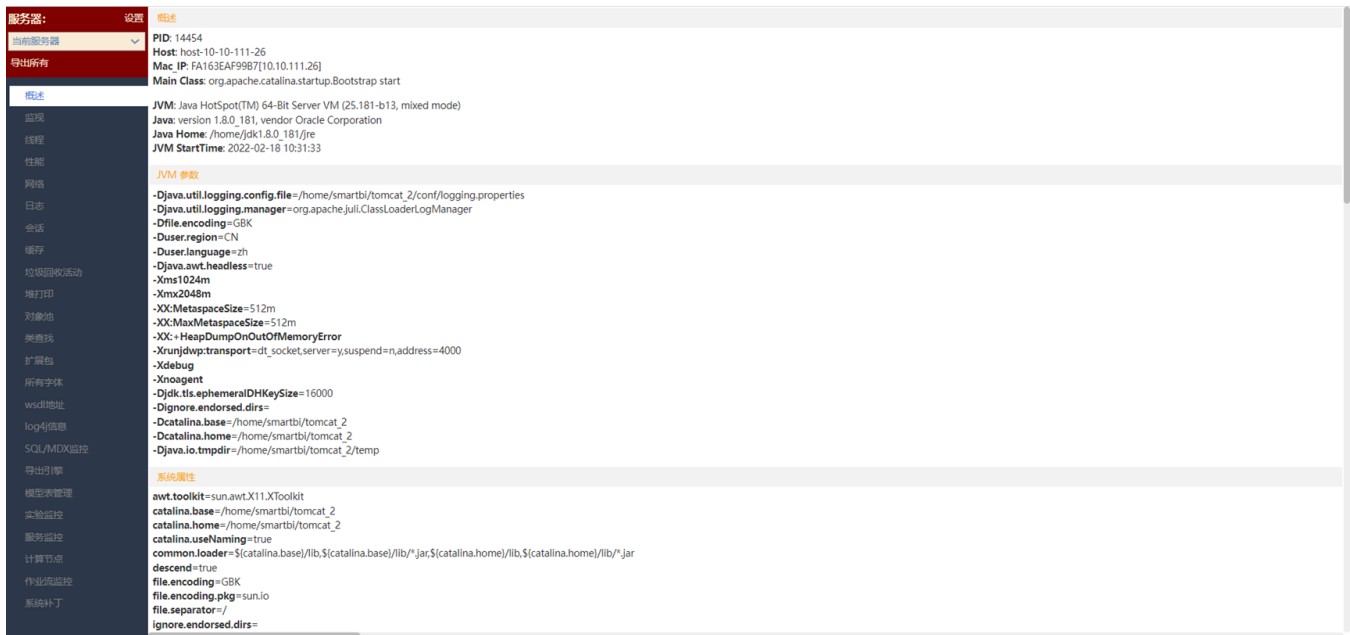 服务器: 设置
当前服务器
导出所有
概述
监视
线程
性能
网络
日志
会话
缓存
垃圾回收活动
堆打印
对象池
类查找
扩展包
所有字体
wsdl地址
log4j信息
SQL/MDX监控
导出引擎
模型表管理
实验监控
服务监控
计算节点
作业流监控
系统补丁
概述
PID: 14454
Host: host-10-10-111-26
Mac_IP: FA163EAF99B7[10.10.111.26]
Main Class: org.apache.catalina.startup.Bootstrap start
JVM: Java HotSpot(TM) 64-Bit Server VM (25.181-b13, mixed mode)
Java: version 1.8.0_181, vendor Oracle Corporation
Java Home: /home/jdk1.8.0_181/jre
JVM StartTime: 2022-02-18 10:31:33
JVM 参数
-Djava.util.logging.config.file=/home/smartbi/tomcat_2/conf/logging.properties
-Djava.util.logging.manager=org.apache.juli.ClassLoaderLogManager
-Dfile.encoding=GBK
-Duser.region=CN
-Duser.language=zh
-Djava.awt.headless=true
-Xms1024m
-Xmx2048m
-XX:MetaspaceSize=512m
-XX:MaxMetaspaceSize=512m
-XX:+HeapDumpOnOutOfMemoryError
-Xrunjdwp:transport=dt_socket,server=y,suspend=n,address=4000
-Xdebug
-Xnoagent
-Djdk.tls.ephemeralDHKeySize=16000
-Dignore.endorsed.dirs=
-Dcatalina.base=/home/smartbi/tomcat_2
-Dcatalina.home=/home/smartbi/tomcat_2
-Djava.io.tmpdir=/home/smartbi/tomcat_2/temp
系统属性
awt.toolkit=sun.awt.X11.XToolkit
catalina.base=/home/smartbi/tomcat_2
catalina.home=/home/smartbi/tomcat_2
catalina.useNaming=true
common.loader=${catalina.base}/lib,${catalina.base}/lib/*.jar,${catalina.home}/lib,${catalina.home}/lib/*.jar
descend=true
file.encoding=GBK
file.encoding.pkg=sun.io
file.separator=/
ignore.endorsed.dirs=